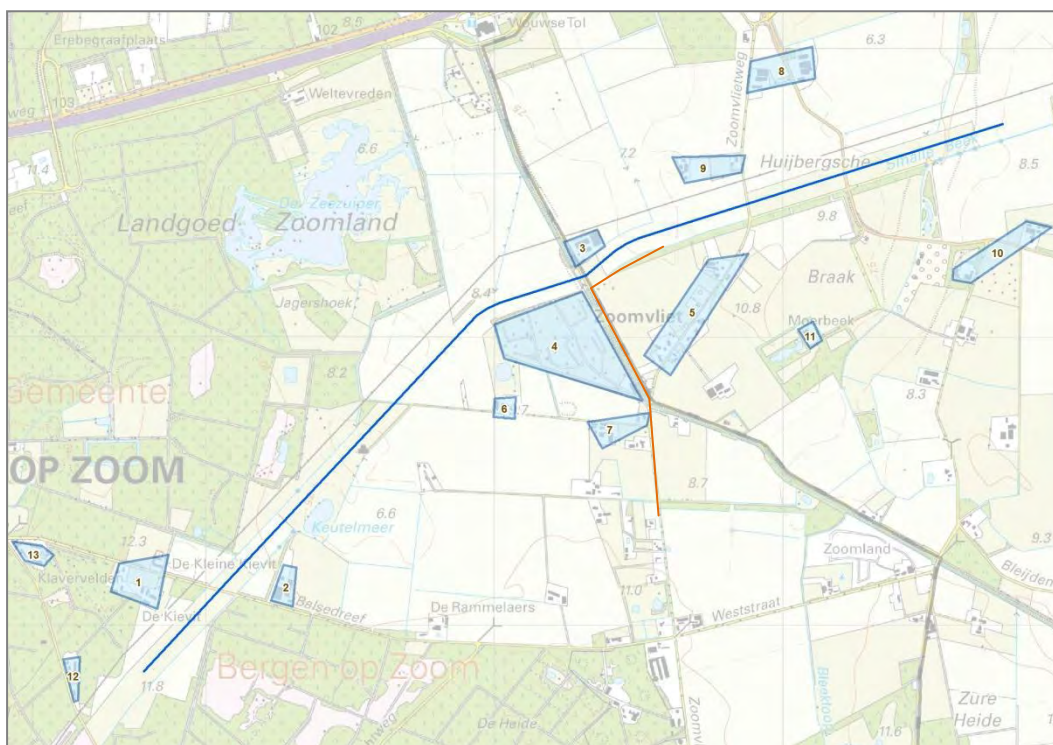 8.5
102
Wouwse Tol
Erebegraafplaats
6.3
8
103
Weltevreden
Zoomvlietweg
11.4
6.6
7.2
9
Huijbergsche
Smalle Beek
8.5
De Zeezuiper
Landgoed Zoomland
9.8
3
10
8.4
Braak
Jagershoek
Zoomvliet
5
10.8
4
Moerbeek
11
8.2
Gemeente
6
8.3
7
OP ZOOM
8.7
6.6
Keutelmeer
12.3
9.3
13
De Kleine Kievit
Zoomland
Klavervelden
1
2
11.0
Bleijden
De Kievit
Balsedreef
De Rammelaers
Weststraat
Bergen op Zoom
12
11.8
Bleekloop
Zure
Heide
De Heide
11.6